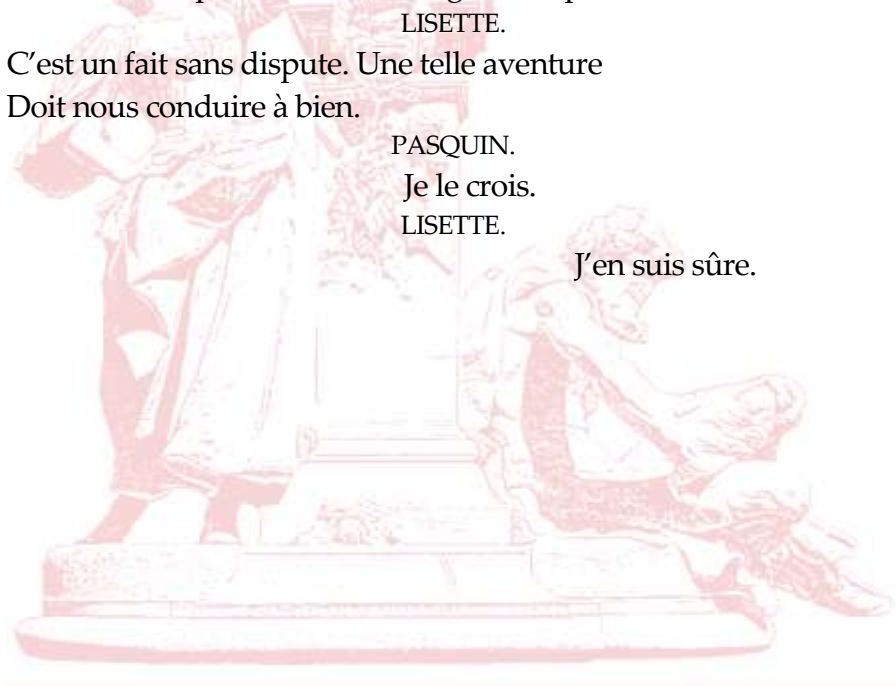 LISETTE.
C’est un fait sans dispute. Une telle aventure
Doit nous conduire à bien.
PASQUIN.
Je le crois.
LISETTE.
J’en suis sûre.